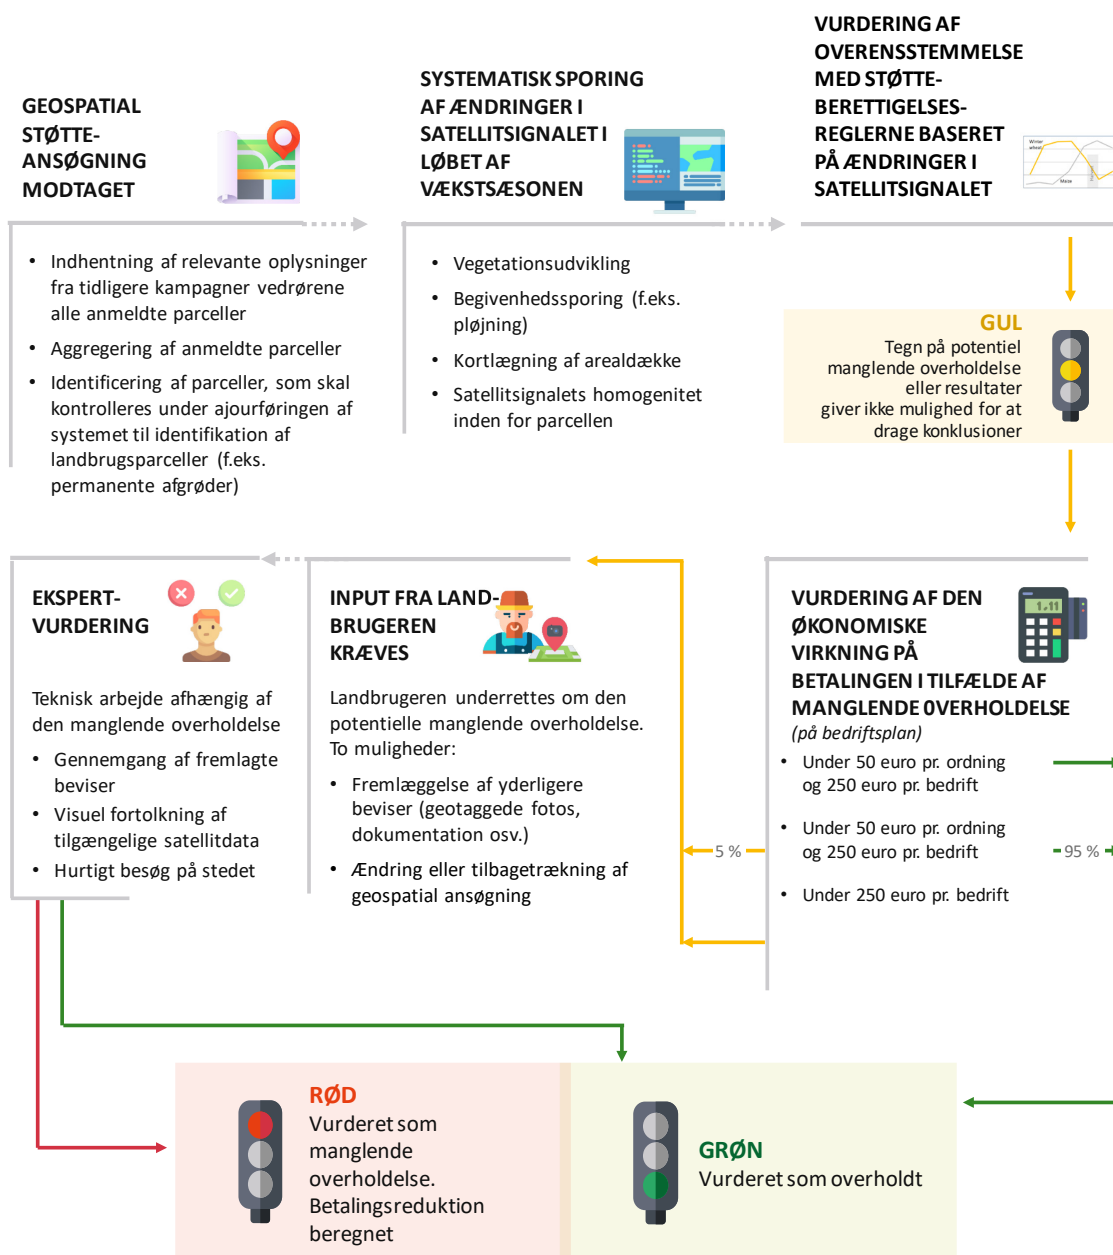 GEOSPATIAL
STØTTE-
ANSØGNING
MODTAGET
SYSTEMATISK SPORING
AF ÆNDRINGER I
SATELLITSIGNALET I
LØBET AF
VÆKSTSÆSONEN
VURDERING AF
OVERENSSTEMMELSE
MED STØTTE-
BERETTIGELSES-
REGLERNE BASERET
PÅ ÆNDRINGER I
SATELLITSIGNALET
Maise
• Indhentning af relevante oplysninger
fra tidligere kampagner vedrørene
alle anmeldte parceller
• Aggregering af anmeldte parceller
• Identificering af parceller, som skal
kontrolleres under ajourføringen af
systemet til identifikation af
landbrugsparceller (f.eks.
permanente afgrøder)
• Vegetationsudvikling
• Begivenhedssporing (f.eks.
pløjning)
• Kortlægning af arealdække
• Satellitsignalets homogenitet
inden for parcellen
GUL
Tegn på potentiel
manglende overholdelse
eller resultater
giver ikke mulighed for at
drage konklusioner
EKSPERT-
VURDERING
Teknisk arbejde afhængig af
den manglende overholdelse
• Gennemgang af fremlagte
beviser
• Visuel fortolkning af
tilgængelige satellitdata
• Hurtigt besøg på stedet
INPUT FRA LAND-
BRUGEREN
KRÆVES
Landbrugeren underrettes om den
potentielle manglende overholdelse.
To muligheder:
• Fremlæggelse af yderligere
beviser (geotaggede fotos,
dokumentation osv.)
• Ændring eller tilbagetrækning af
geospatial ansøgning
VURDERING AF DEN
ØKONOMISKE
VIRKNING PÅ
BETALINGEN I TILFÆLDE AF
MANGLENDE 0VERHOLDELSE
(på bedriftsplan)
1.11
• Under 50 euro pr. ordning
og 250 euro pr. bedrift
• Under 50 euro pr. ordning
og 250 euro pr. bedrift
• Under 250 euro pr. bedrift
5 %
95 %
RØD
Vurderet som
manglende
overholdelse.
Betalingsreduktion
beregnet
GRØN
Vurderet som overholdt